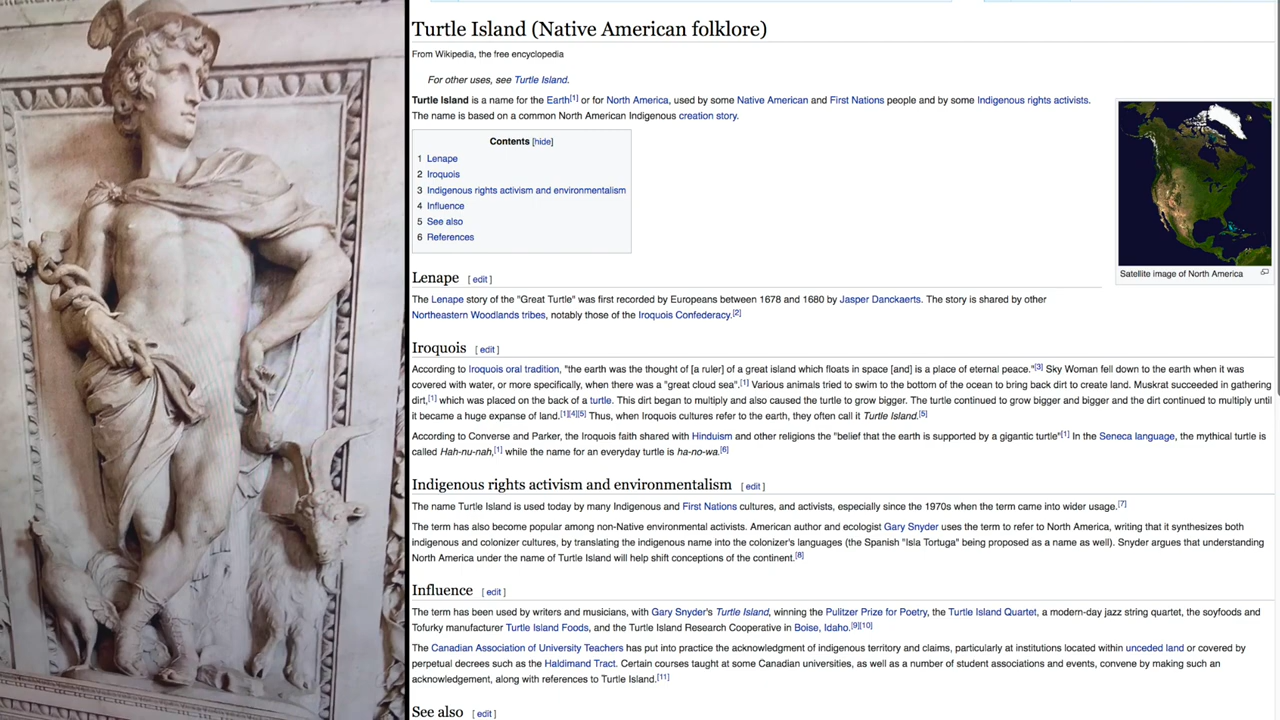 Turtle Island (Native American folklore)
From Wikipedia, the free encyclopedia
For other uses, see Turtle Island.
Turtle Island is a name for the Earth[1] or for North America, used by some Native American and First Nations people and by some Indigenous rights activists.
The name is based on a common North American Indigenous creation story.
Contents [hide]
1 Lenape
2 Iroquois
3 Indigenous rights activism and environmentalism
4 Influence
5 See also
6 References
Satellite image of North America
Lenape [ edit ]
The Lenape story of the "Great Turtle" was first recorded by Europeans between 1678 and 1680 by Jasper Danckaerts. The story is shared by other
Northeastern Woodlands tribes, notably those of the Iroquois Confederacy.[2]
Iroquois [ edit ]
According to Iroquois oral tradition, "the earth was the thought of [a ruler] of a great island which floats in space [and] is a place of eternal peace."[3] Sky Woman fell down to the earth when it was
covered with water, or more specifically, when there was a "great cloud sea".[1] Various animals tried to swim to the bottom of the ocean to bring back dirt to create land. Muskrat succeeded in gathering
dirt,[1] which was placed on the back of a turtle. This dirt began to multiply and also caused the turtle to grow bigger. The turtle continued to grow bigger and bigger and the dirt continued to multiply until
it became a huge expanse of land.[1][4][5] Thus, when Iroquois cultures refer to the earth, they often call it Turtle Island.[5]
According to Converse and Parker, the Iroquois faith shared with Hinduism and other religions the "belief that the earth is supported by a gigantic turtle"[1] In the Seneca language, the mythical turtle is
called Hah-nu-nah,[1] while the name for an everyday turtle is ha-no-wa.[6]
Indigenous rights activism and environmentalism [ edit ]
The name Turtle Island is used today by many Indigenous and First Nations cultures, and activists, especially since the 1970s when the term came into wider usage.[7]
The term has also become popular among non-Native environmental activists. American author and ecologist Gary Snyder uses the term to refer to North America, writing that it synthesizes both
indigenous and colonizer cultures, by translating the indigenous name into the colonizer's languages (the Spanish "Isla Tortuga" being proposed as a name as well). Snyder argues that understanding
North America under the name of Turtle Island will help shift conceptions of the continent.[8]
Influence [ edit ]
The term has been used by writers and musicians, with Gary Snyder's Turtle Island, winning the Pulitzer Prize for Poetry, the Turtle Island Quartet, a modern-day jazz string quartet, the soyfoods and
Tofurky manufacturer Turtle Island Foods, and the Turtle Island Research Cooperative in Boise, Idaho.[9][10]
The Canadian Association of University Teachers has put into practice the acknowledgment of indigenous territory and claims, particularly at institutions located within unceded land or covered by
perpetual decrees such as the Haldimand Tract. Certain courses taught at some Canadian universities, as well as a number of student associations and events, convene by making such an
acknowledgement, along with references to Turtle Island.[11]
See also [ edit ]